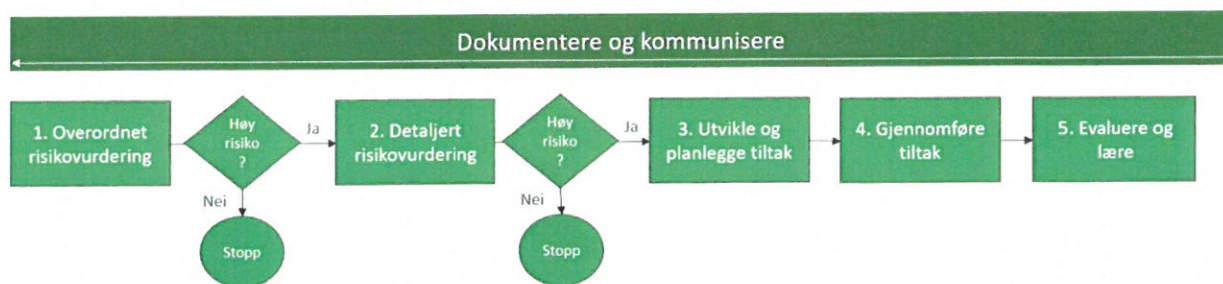 Dokumentere og kommunisere
1. Overordnet
risikovurdering
Høy
risiko
?
Ja
Nei
Stopp
2. Detaljert
risikovurdering
Høy
risiko
?
Ja
Nei
Stopp
3. Utvikle og
planlegge tiltak
4. Gjennomføre
tiltak
5. Evaluere og
lære